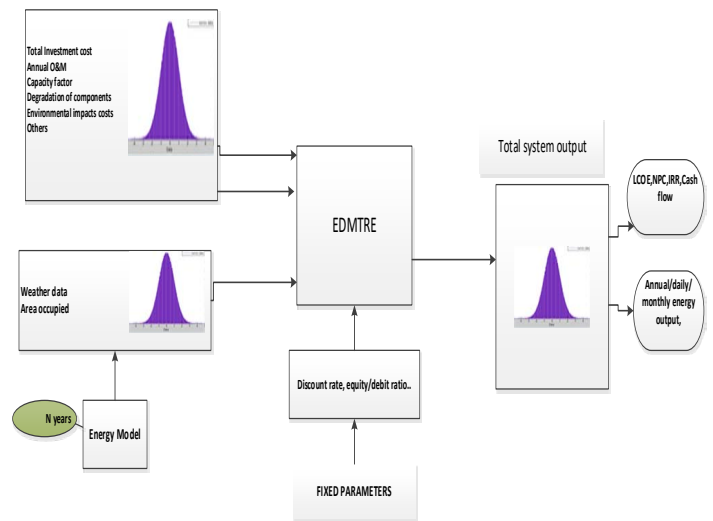 Total Investment cost
Annual O&M
Capacity factor
Degradation of components
Environmental impacts costs
Others
Weather data
Area occupied
N years
Energy Model
EDMTRE
Discount rate, equity/debit ratio..
FIXED PARAMETERS
Total system output
LCOE,NPC,IRR,Cash
flow
Annual/daily/
monthly energy
output,